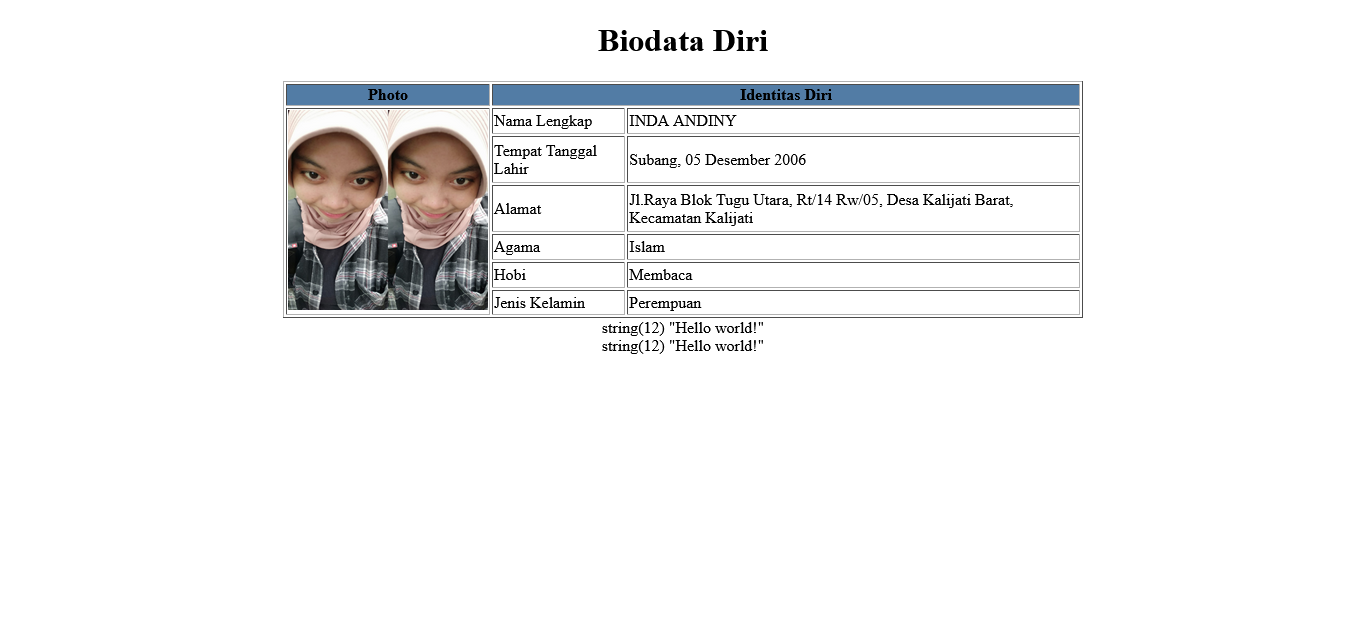 Biodata Diri
Photo
Identitas Diri
Nama Lengkap
INDA ANDINY
Tempat Tanggal
Lahir
Subang, 05 Desember 2006
Alamat
Jl.Raya Blok Tugu Utara, Rt/14 Rw/05, Desa Kalijati Barat,
Kecamatan Kalijati
Agama
Islam
Hobi
Membaca
Jenis Kelamin
Perempuan
string(12) "Hello world!"
string(12) "Hello world!"